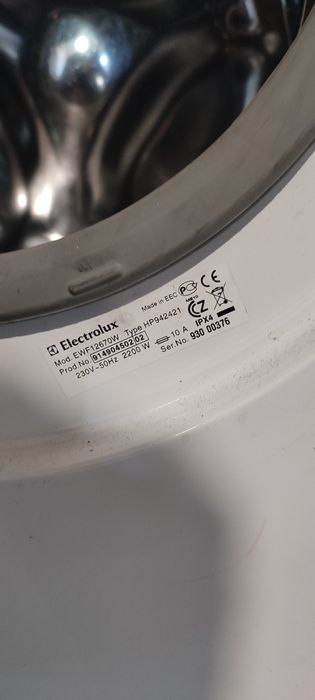 Electrolux Made in EEC CE
Mod. EWF12670W Type HP942421
Prod.No. 914904502 02
230V~50Hz 2200 W 10 A IPX4
Ser.No. 930 00376